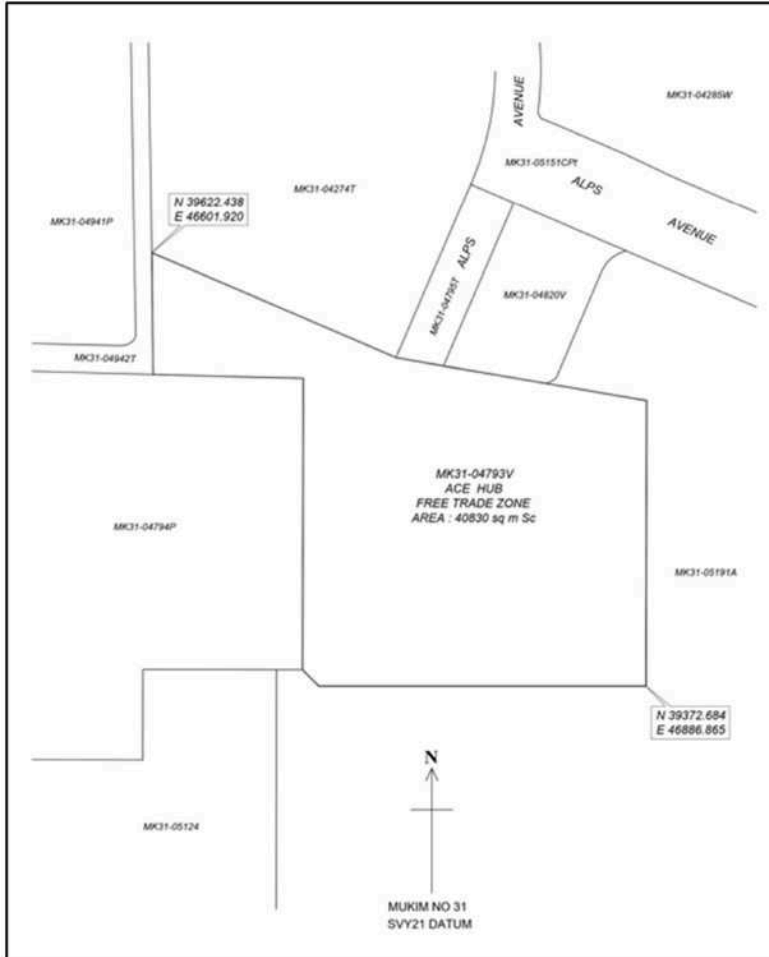 AVENUE
MK31-04285W
MK31-05151CPt
ALPS
AVENUE
MK31-04274T
N 39622.438
E 46601.920
MK31-04941P
ALPS
MK31-04795T
MK31-04820V
MK31-04942T
MK31-04793V
ACE HUB
FREE TRADE ZONE
AREA : 40830 sq m Sc
MK31-04794P
MK31-05191A
N 39372.684
E 46886.865
N
MK31-05124
MUKIM NO 31
SVY21 DATUM